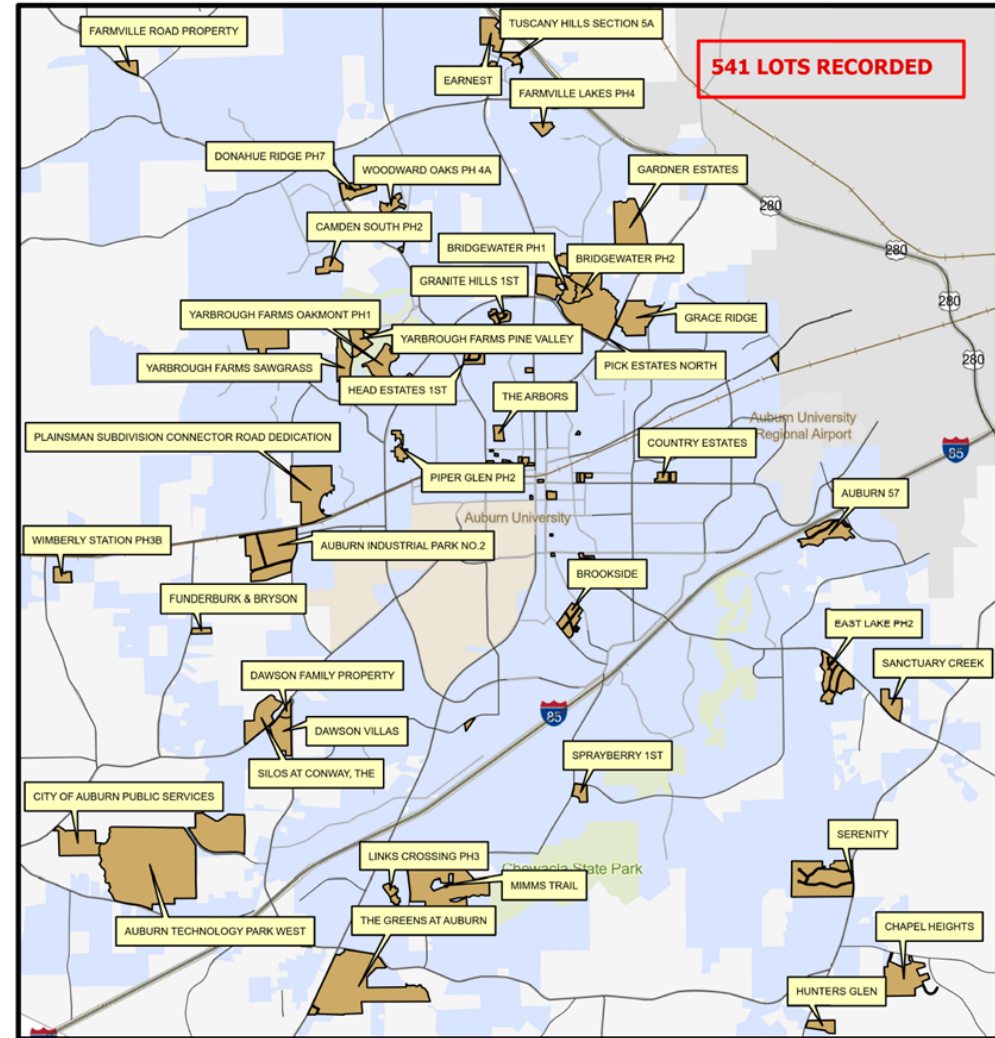 TUSCANY HILLS SECTION 5A
FARMVILLE ROAD PROPERTY
541 LOTS RECORDED
EARNEST
FARMVILLE LAKES PH4
DONAHUE RIDGE PH7
WOODWARD OAKS PH 4A
GARDNER ESTATES
280
CAMDEN SOUTH PH2
BRIDGEWATER PH1
280
BRIDGEWATER PH2
GRANITE HILLS 1ST
280
YARBROUGH FARMS OAKMONT PH1
GRACE RIDGE
YARBROUGH FARMS PINE VALLEY
280
YARBROUGH FARMS SAWGRASS
PICK ESTATES NORTH
HEAD ESTATES 1ST
THE ARBORS
Auburn University
Regional Airport
PLAINSMAN SUBDIVISION CONNECTOR ROAD DEDICATION
COUNTRY ESTATES
85
PIPER GLEN PH2
AUBURN 57
Auburn University
WIMBERLY STATION PH3B
AUBURN INDUSTRIAL PARK NO.2
BROOKSIDE
FUNDERBURK & BRYSON
EAST LAKE PH2
SANCTUARY CREEK
DAWSON FAMILY PROPERTY
85
DAWSON VILLAS
SPRAYBERRY 1ST
SILOS AT CONWAY, THE
CITY OF AUBURN PUBLIC SERVICES
SERENITY
LINKS CROSSING PH3
Chewacla State Park
MIMMS TRAIL
THE GREENS AT AUBURN
CHAPEL HEIGHTS
AUBURN TECHNOLOGY PARK WEST
HUNTERS GLEN